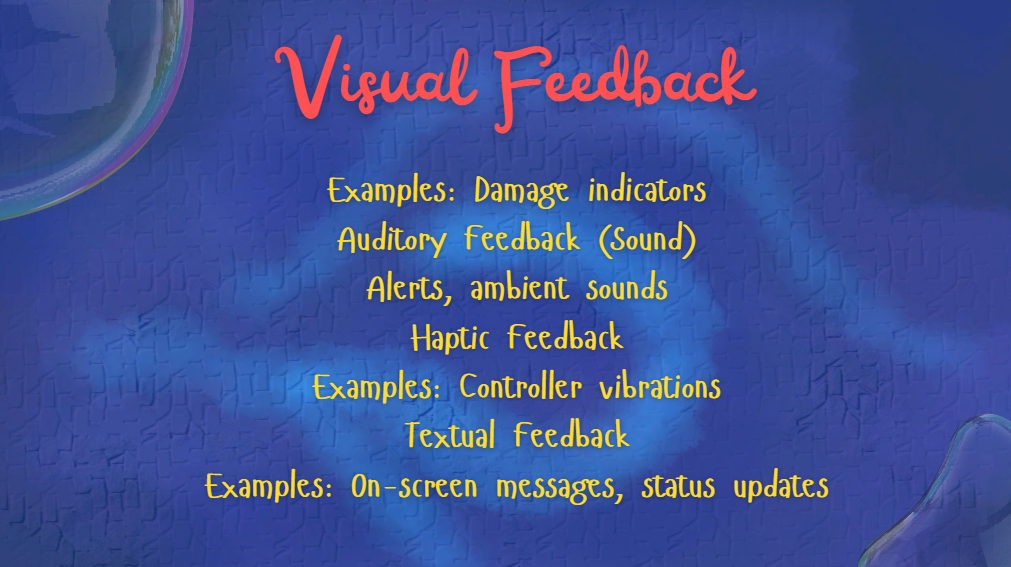 Visual Feedback
Examples: Damage indicators
Auditory Feedback (Sound)
Alerts, ambient sounds
Haptic Feedback
Examples: Controller vibrations
Textual Feedback
Examples: On-screen messages, status updates